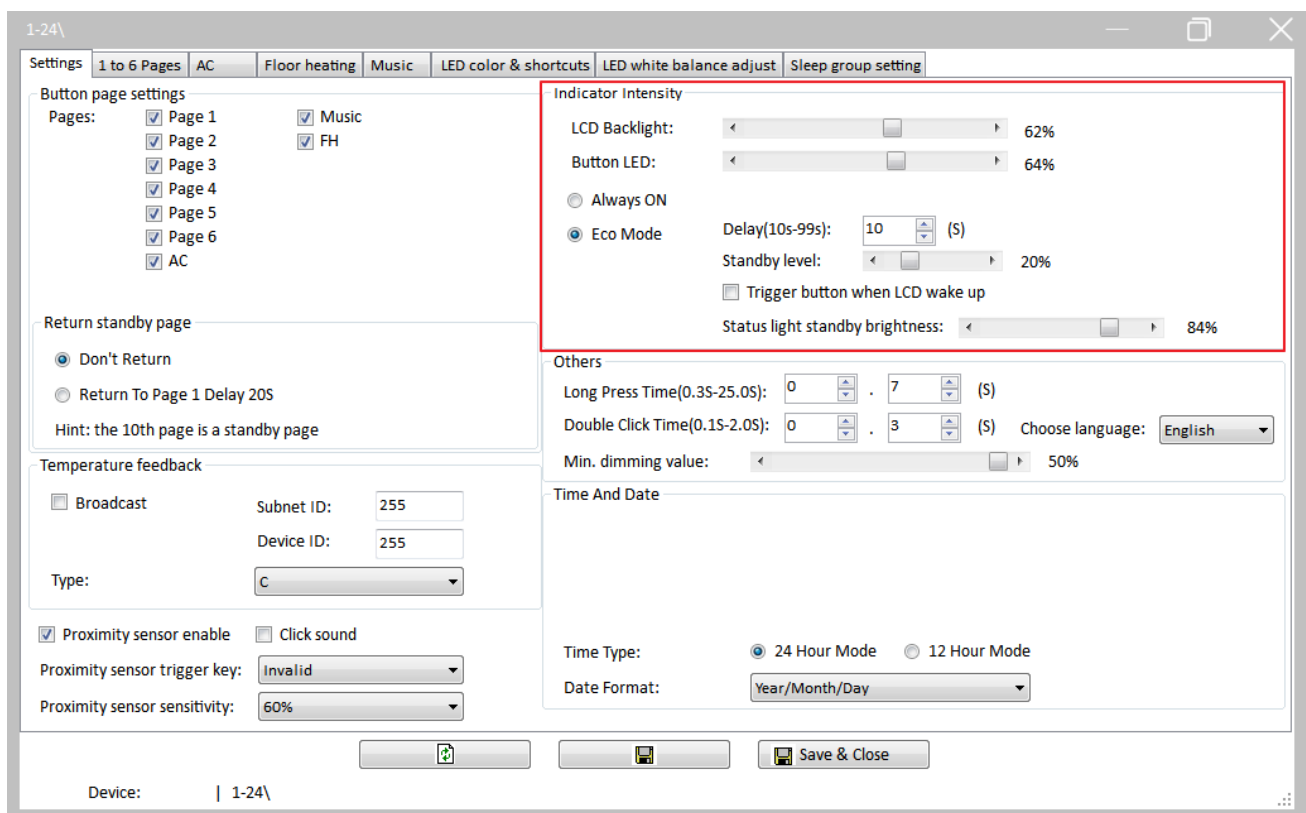 1-24\
Settings 1 to 6 Pages AC Floor heating Music LED color & shortcuts LED white balance adjust Sleep group setting
Button page settings
Pages: Page 1 Music
Page 2 FH
Page 3
Page 4
Page 5
Page 6
AC
Return standby page
Don't Return
Return To Page 1 Delay 20S
Hint: the 10th page is a standby page
Temperature feedback
Broadcast Subnet ID: 255
Device ID: 255
Type: C
Proximity sensor enable Click sound
Proximity sensor trigger key: Invalid
Proximity sensor sensitivity: 60%
Indicator Intensity
LCD Backlight: 62%
Button LED: 64%
Always ON
Eco Mode Delay(10s-99s): 10 (S)
Standby level: 20%
Trigger button when LCD wake up
Status light standby brightness: 84%
Others
Long Press Time(0.3S-25.0S): 0 . 7 (S)
Double Click Time(0.1S-2.0S): 0 . 3 (S) Choose language: English
Min. dimming value: 50%
Time And Date
Time Type: 24 Hour Mode 12 Hour Mode
Date Format: Year/Month/Day
Save & Close
Device: | 1-24\